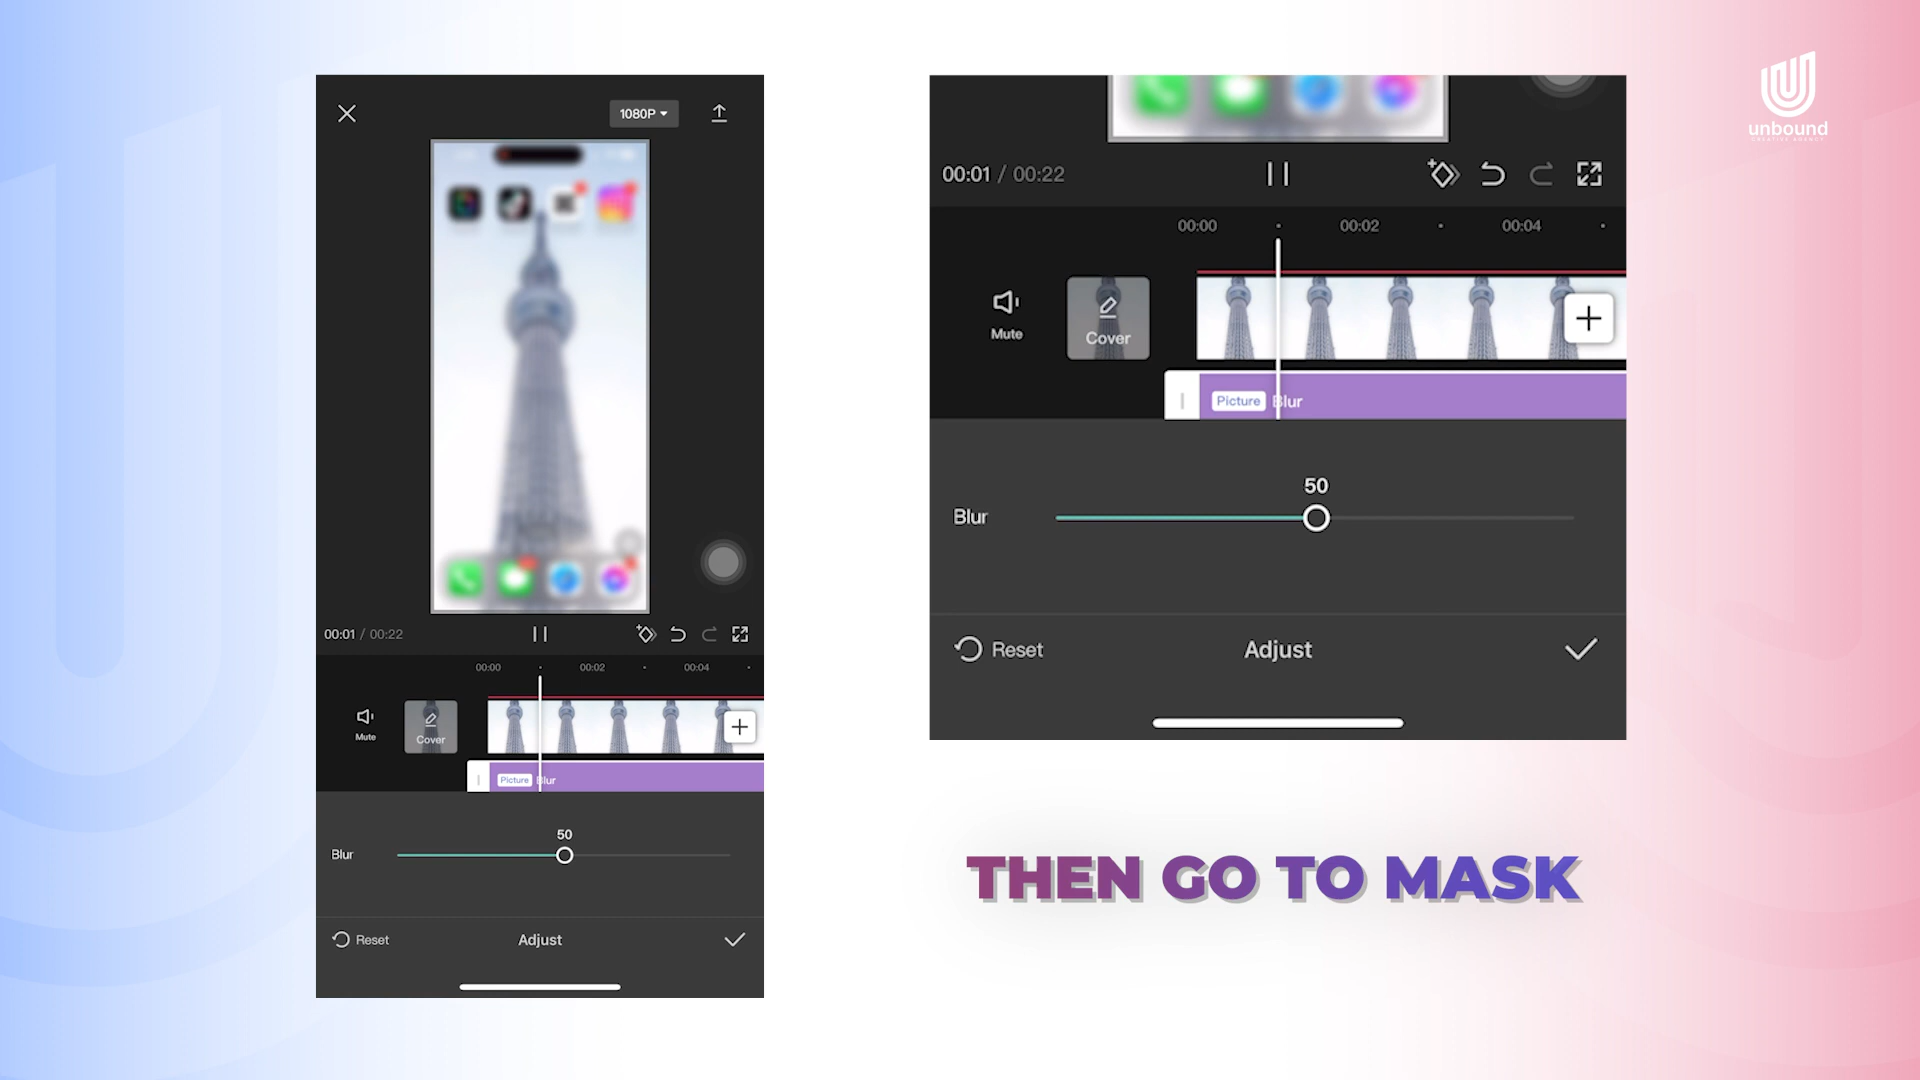 1080P
00:01 / 00:22
00:00
00:02
00:04
Mute
Cover
Picture
Blur
50
Blur
Reset
Adjust
00:01 / 00:22
00:00
00:02
00:04
Mute
Cover
Picture
Blur
50
Blur
Reset
Adjust
unbound
CREATIVE AGENCY
THEN GO TO MASK